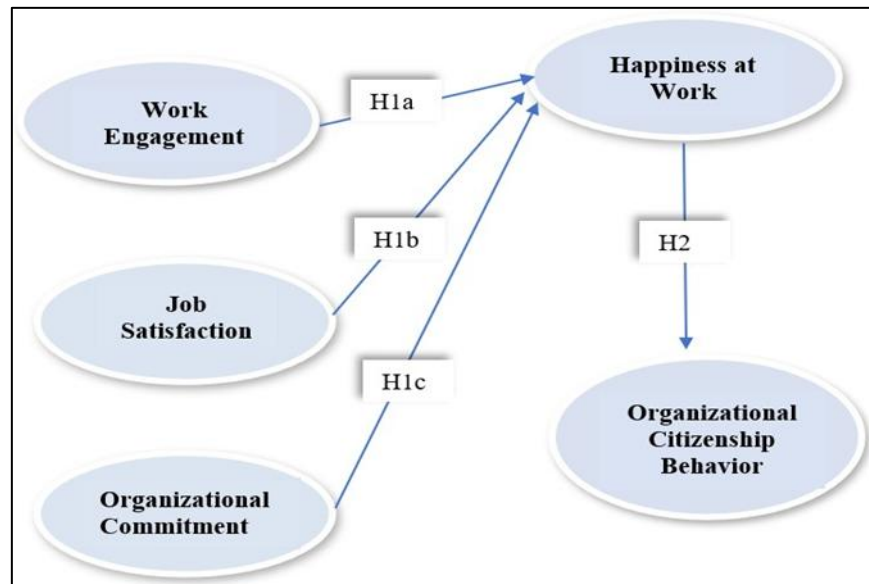 Work
Engagement
H1a
Happiness at
Work
H1b
H2
Job
Satisfaction
H1c
Organizational
Citizenship
Behavior
Organizational
Commitment